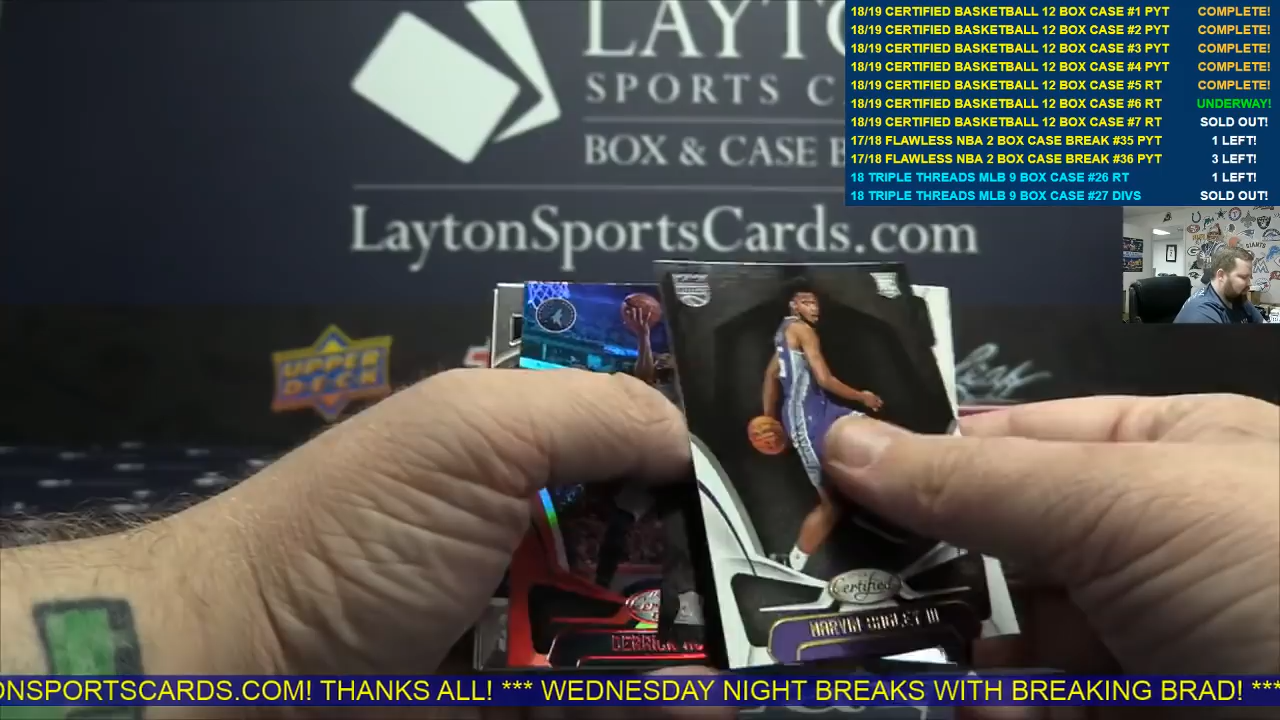 LAYTO
SPORTS C
BOX & CASE B
LaytonSportsCards.com
18/19 CERTIFIED BASKETBALL 12 BOX CASE #1 PYT COMPLETE!
18/19 CERTIFIED BASKETBALL 12 BOX CASE #2 PYT COMPLETE!
18/19 CERTIFIED BASKETBALL 12 BOX CASE #3 PYT COMPLETE!
18/19 CERTIFIED BASKETBALL 12 BOX CASE #4 PYT COMPLETE!
18/19 CERTIFIED BASKETBALL 12 BOX CASE #5 RT COMPLETE!
18/19 CERTIFIED BASKETBALL 12 BOX CASE #6 RT UNDERWAY!
18/19 CERTIFIED BASKETBALL 12 BOX CASE #7 RT SOLD OUT!
17/18 FLAWLESS NBA 2 BOX CASE BREAK #35 PYT 1 LEFT!
17/18 FLAWLESS NBA 2 BOX CASE BREAK #36 PYT 3 LEFT!
18 TRIPLE THREADS MLB 9 BOX CASE #26 RT 1 LEFT!
18 TRIPLE THREADS MLB 9 BOX CASE #27 DIVS SOLD OUT!
UPPER
DECK
Leaf
RC
Certified
MARVIN BAGLEY III
DERRICK
ONSPORTSCARDS.COM! THANKS ALL! *** WEDNESDAY NIGHT BREAKS WITH BREAKING BRAD! ***